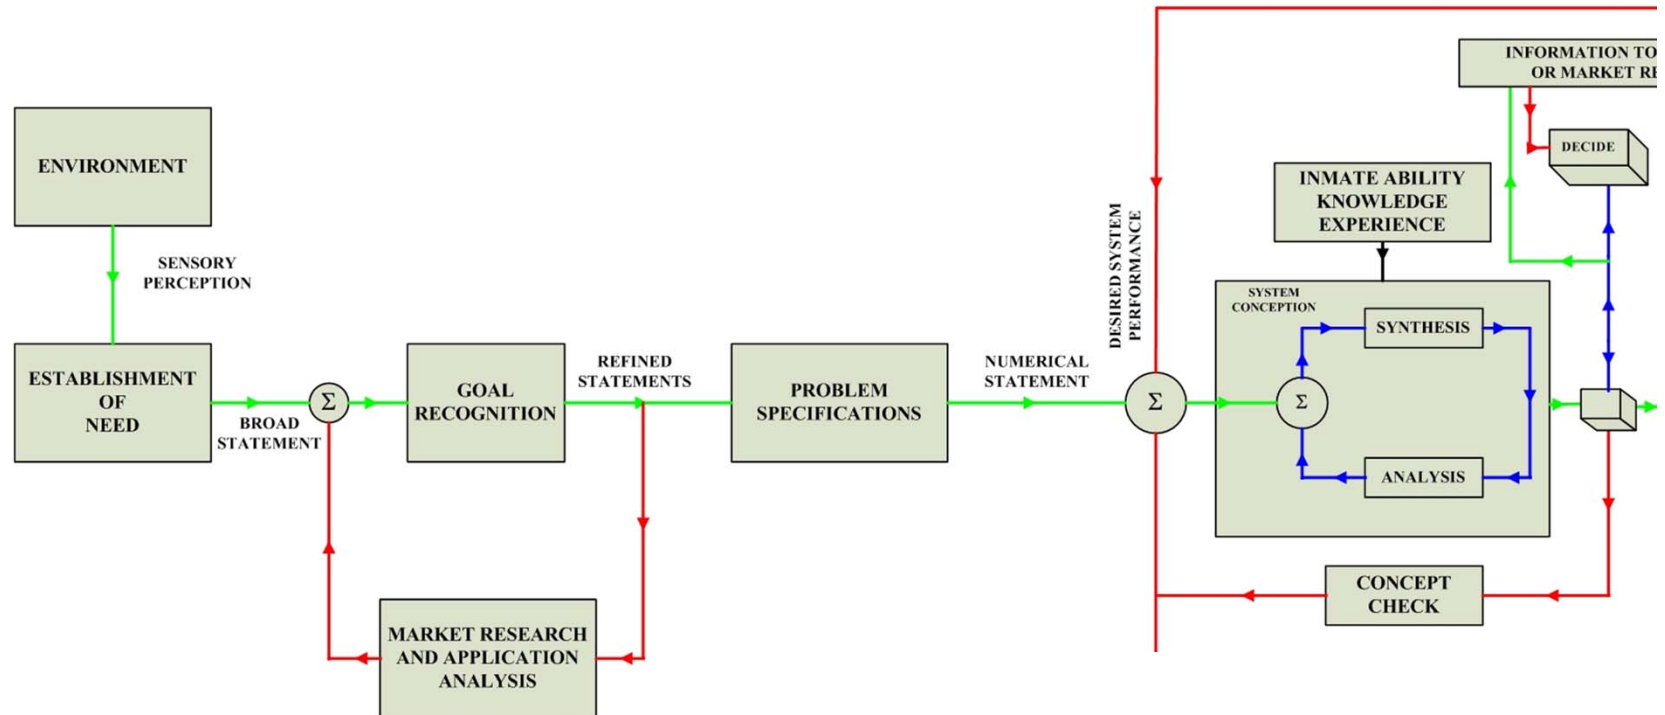 ENVIRONMENT
SENSORY
PERCEPTION
ESTABLISHMENT
OF
NEED
BROAD
STATEMENT
Σ
GOAL
RECOGNITION
REFINED
STATEMENTS
MARKET RESEARCH
AND APPLICATION
ANALYSIS
PROBLEM
SPECIFICATIONS
NUMERICAL
STATEMENT
DESIRED SYSTEM
PERFORMANCE
Σ
INMATE ABILITY
KNOWLEDGE
EXPERIENCE
SYSTEM
CONCEPTION
SYNTHESIS
Σ
ANALYSIS
CONCEPT
CHECK
INFORMATION TO
OR MARKET
DECIDE